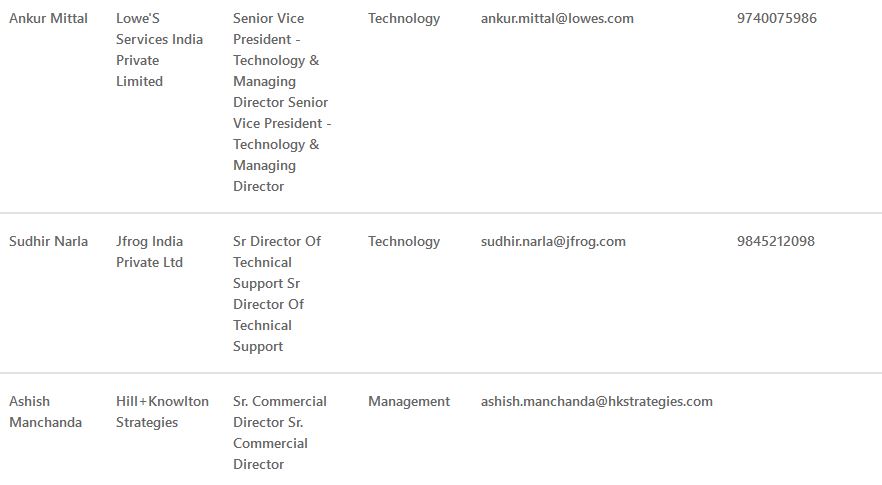 Ankur Mittal
Lowe'S
Services India
Private
Limited
Senior Vice
President -
Technology &
Managing
Director Senior
Vice President -
Technology &
Managing
Director
Technology
ankur.mittal@lowes.com
9740075986
Sudhir Narla
Jfrog India
Private Ltd
Sr Director Of
Technical
Support Sr
Director Of
Technical
Support
Technology
sudhir.narla@jfrog.com
9845212098
Ashish
Manchanda
Hill+Knowlton
Strategies
Sr. Commercial
Director Sr.
Commercial
Director
Management
ashish.manchanda@hkstrategies.com